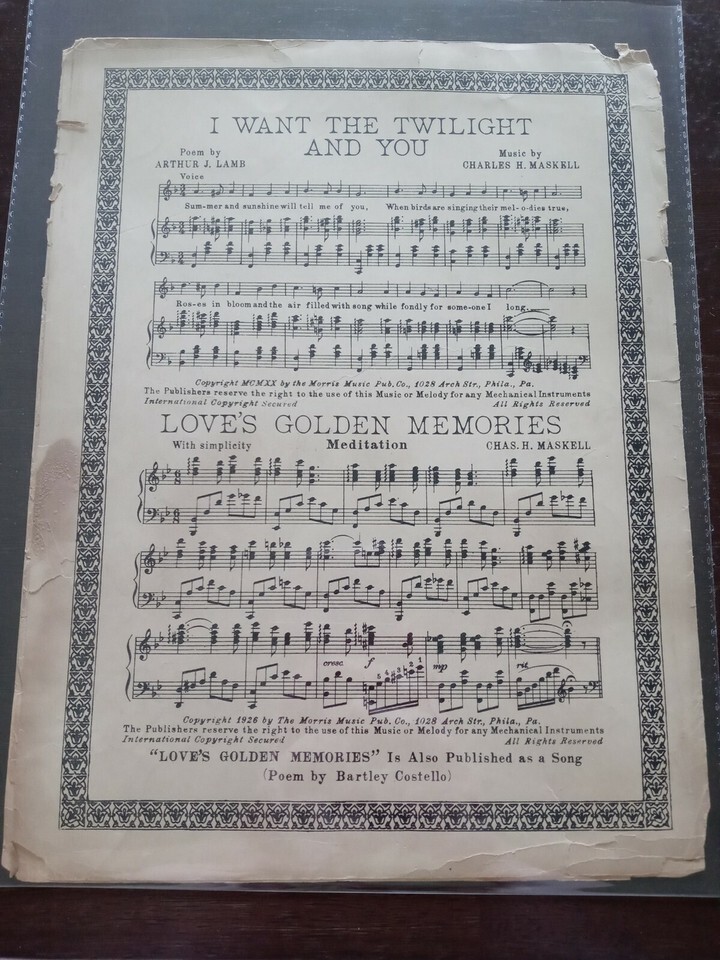 I WANT THE TWILIGHT
AND YOU
Poem by
ARTHUR J. LAMB
Music by
CHARLES H. MASKELL
Voice
Sum-mer and sunshine will tell me of you, When birds are singing their mel-o-dies true,
Ros-es in bloom and the air filled with song while fondly for some-one I long.
Copyright MCMXX by the Morris Music Pub. Co., 1028 Arch Str., Phila., Pa.
The Publishers reserve the right to the use of this Music or Melody for any Mechanical Instruments
International Copyright Secured All Rights Reserved
LOVE'S GOLDEN MEMORIES
With simplicity Meditation CHAS. H. MASKELL
cresc f dim rit
Copyright 1926 by The Morris Music Pub. Co., 1028 Arch Str., Phila., Pa.
The Publishers reserve the right to the use of this Music or Melody for any Mechanical Instruments
International Copyright Secured All Rights Reserved
"LOVE'S GOLDEN MEMORIES" Is Also Published as a Song
(Poem by Bartley Costello)